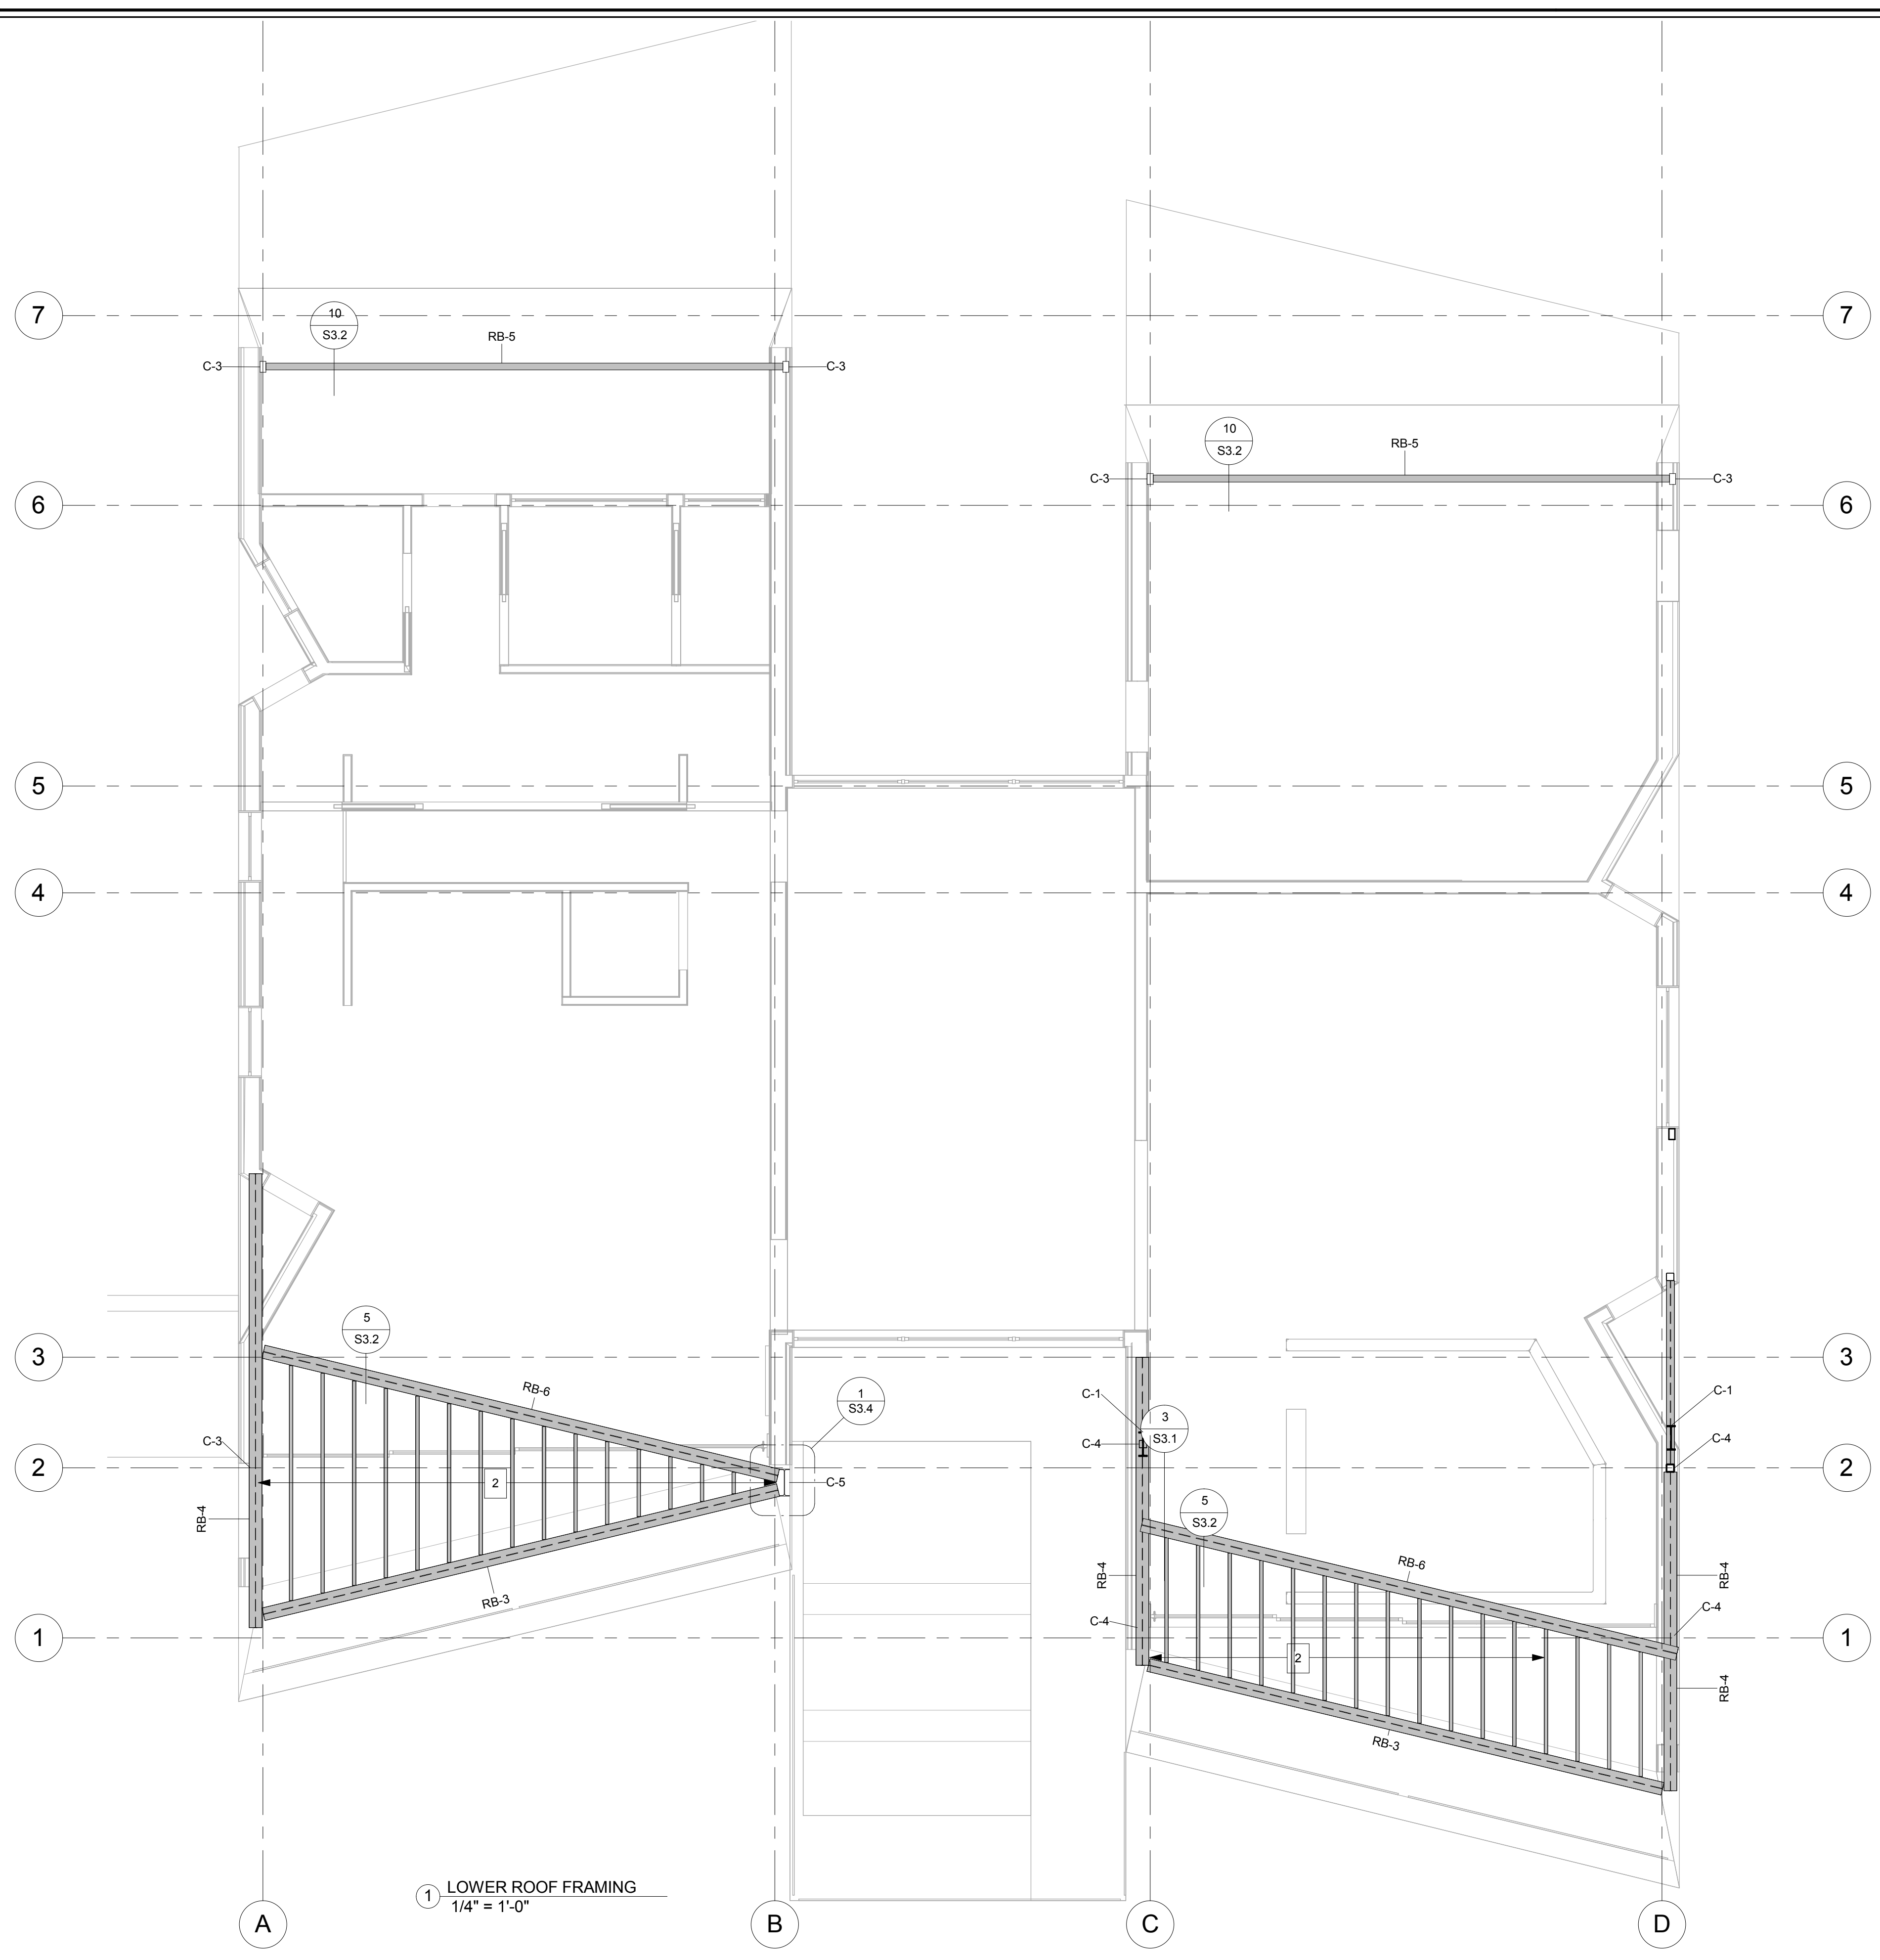 7
10
S3.2
RB-5
C-3
C-3
7
10
S3.2
RB-5
C-3
C-3
6
6
5
5
4
4
5
S3.2
3
3
RB-6
1
S3.4
C-1
3
S3.1
C-1
C-3
C-4
C-4
2
2
2
C-5
5
S3.2
RB-4
RB-6
RB-4
RB-4
RB-3
C-4
C-4
1
1
2
RB-4
RB-3
1 LOWER ROOF FRAMING
1/4" = 1'-0"
A
B
C
D